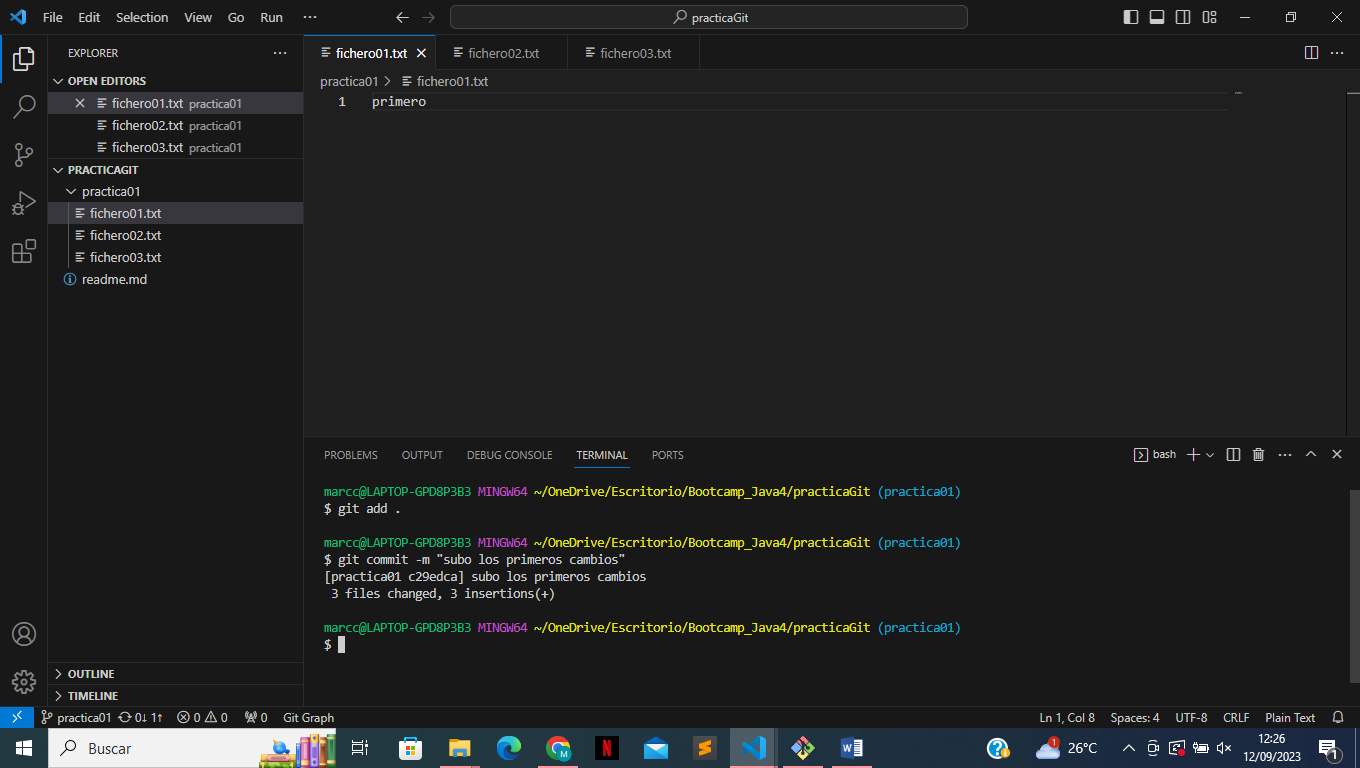 File Edit Selection View Go Run ···
practicaGit
EXPLORER
OPEN EDITORS
fichero01.txt practica01
fichero02.txt practica01
fichero03.txt practica01
PRACTICAGIT
practica01
fichero01.txt
fichero02.txt
fichero03.txt
readme.md
OUTLINE
TIMELINE
fichero01.txt fichero02.txt fichero03.txt
practica01 > fichero01.txt
1 primero
PROBLEMS OUTPUT DEBUG CONSOLE TERMINAL PORTS
bash
marcc@LAPTOP-GPD8P3B3 MINGW64 ~/OneDrive/Escritorio/Bootcamp_Java4/practicaGit (practica01)
$ git add .
marcc@LAPTOP-GPD8P3B3 MINGW64 ~/OneDrive/Escritorio/Bootcamp_Java4/practicaGit (practica01)
$ git commit -m "subo los primeros cambios"
[practica01 c29edca] subo los primeros cambios
3 files changed, 3 insertions(+)
marcc@LAPTOP-GPD8P3B3 MINGW64 ~/OneDrive/Escritorio/Bootcamp_Java4/practicaGit (practica01)
$
practica01 0↓ 1↑ 0 0 0 Git Graph
Ln 1, Col 8 Spaces: 4 UTF-8 CRLF Plain Text
Buscar
N
M
W
1
26°C
12:26
12/09/2023
1